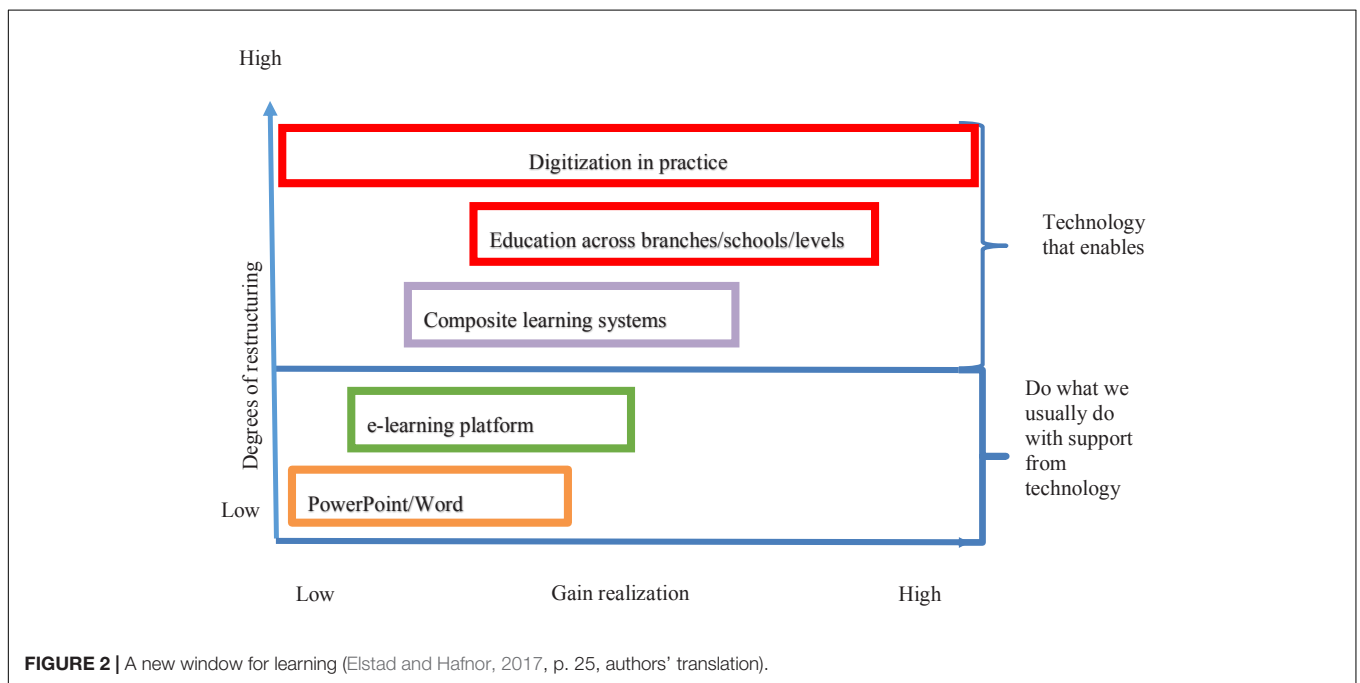 High
Digitization in practice
Education across branches/schools/levels
Technology
that enables
Composite learning systems
Degrees of restructuring
e-learning platform
Do what we
usually do
with support
from
technology
PowerPoint/Word
Low
Low Gain realization High
FIGURE 2 | A new window for learning (Elstad and Hafnor, 2017, p. 25, authors' translation).